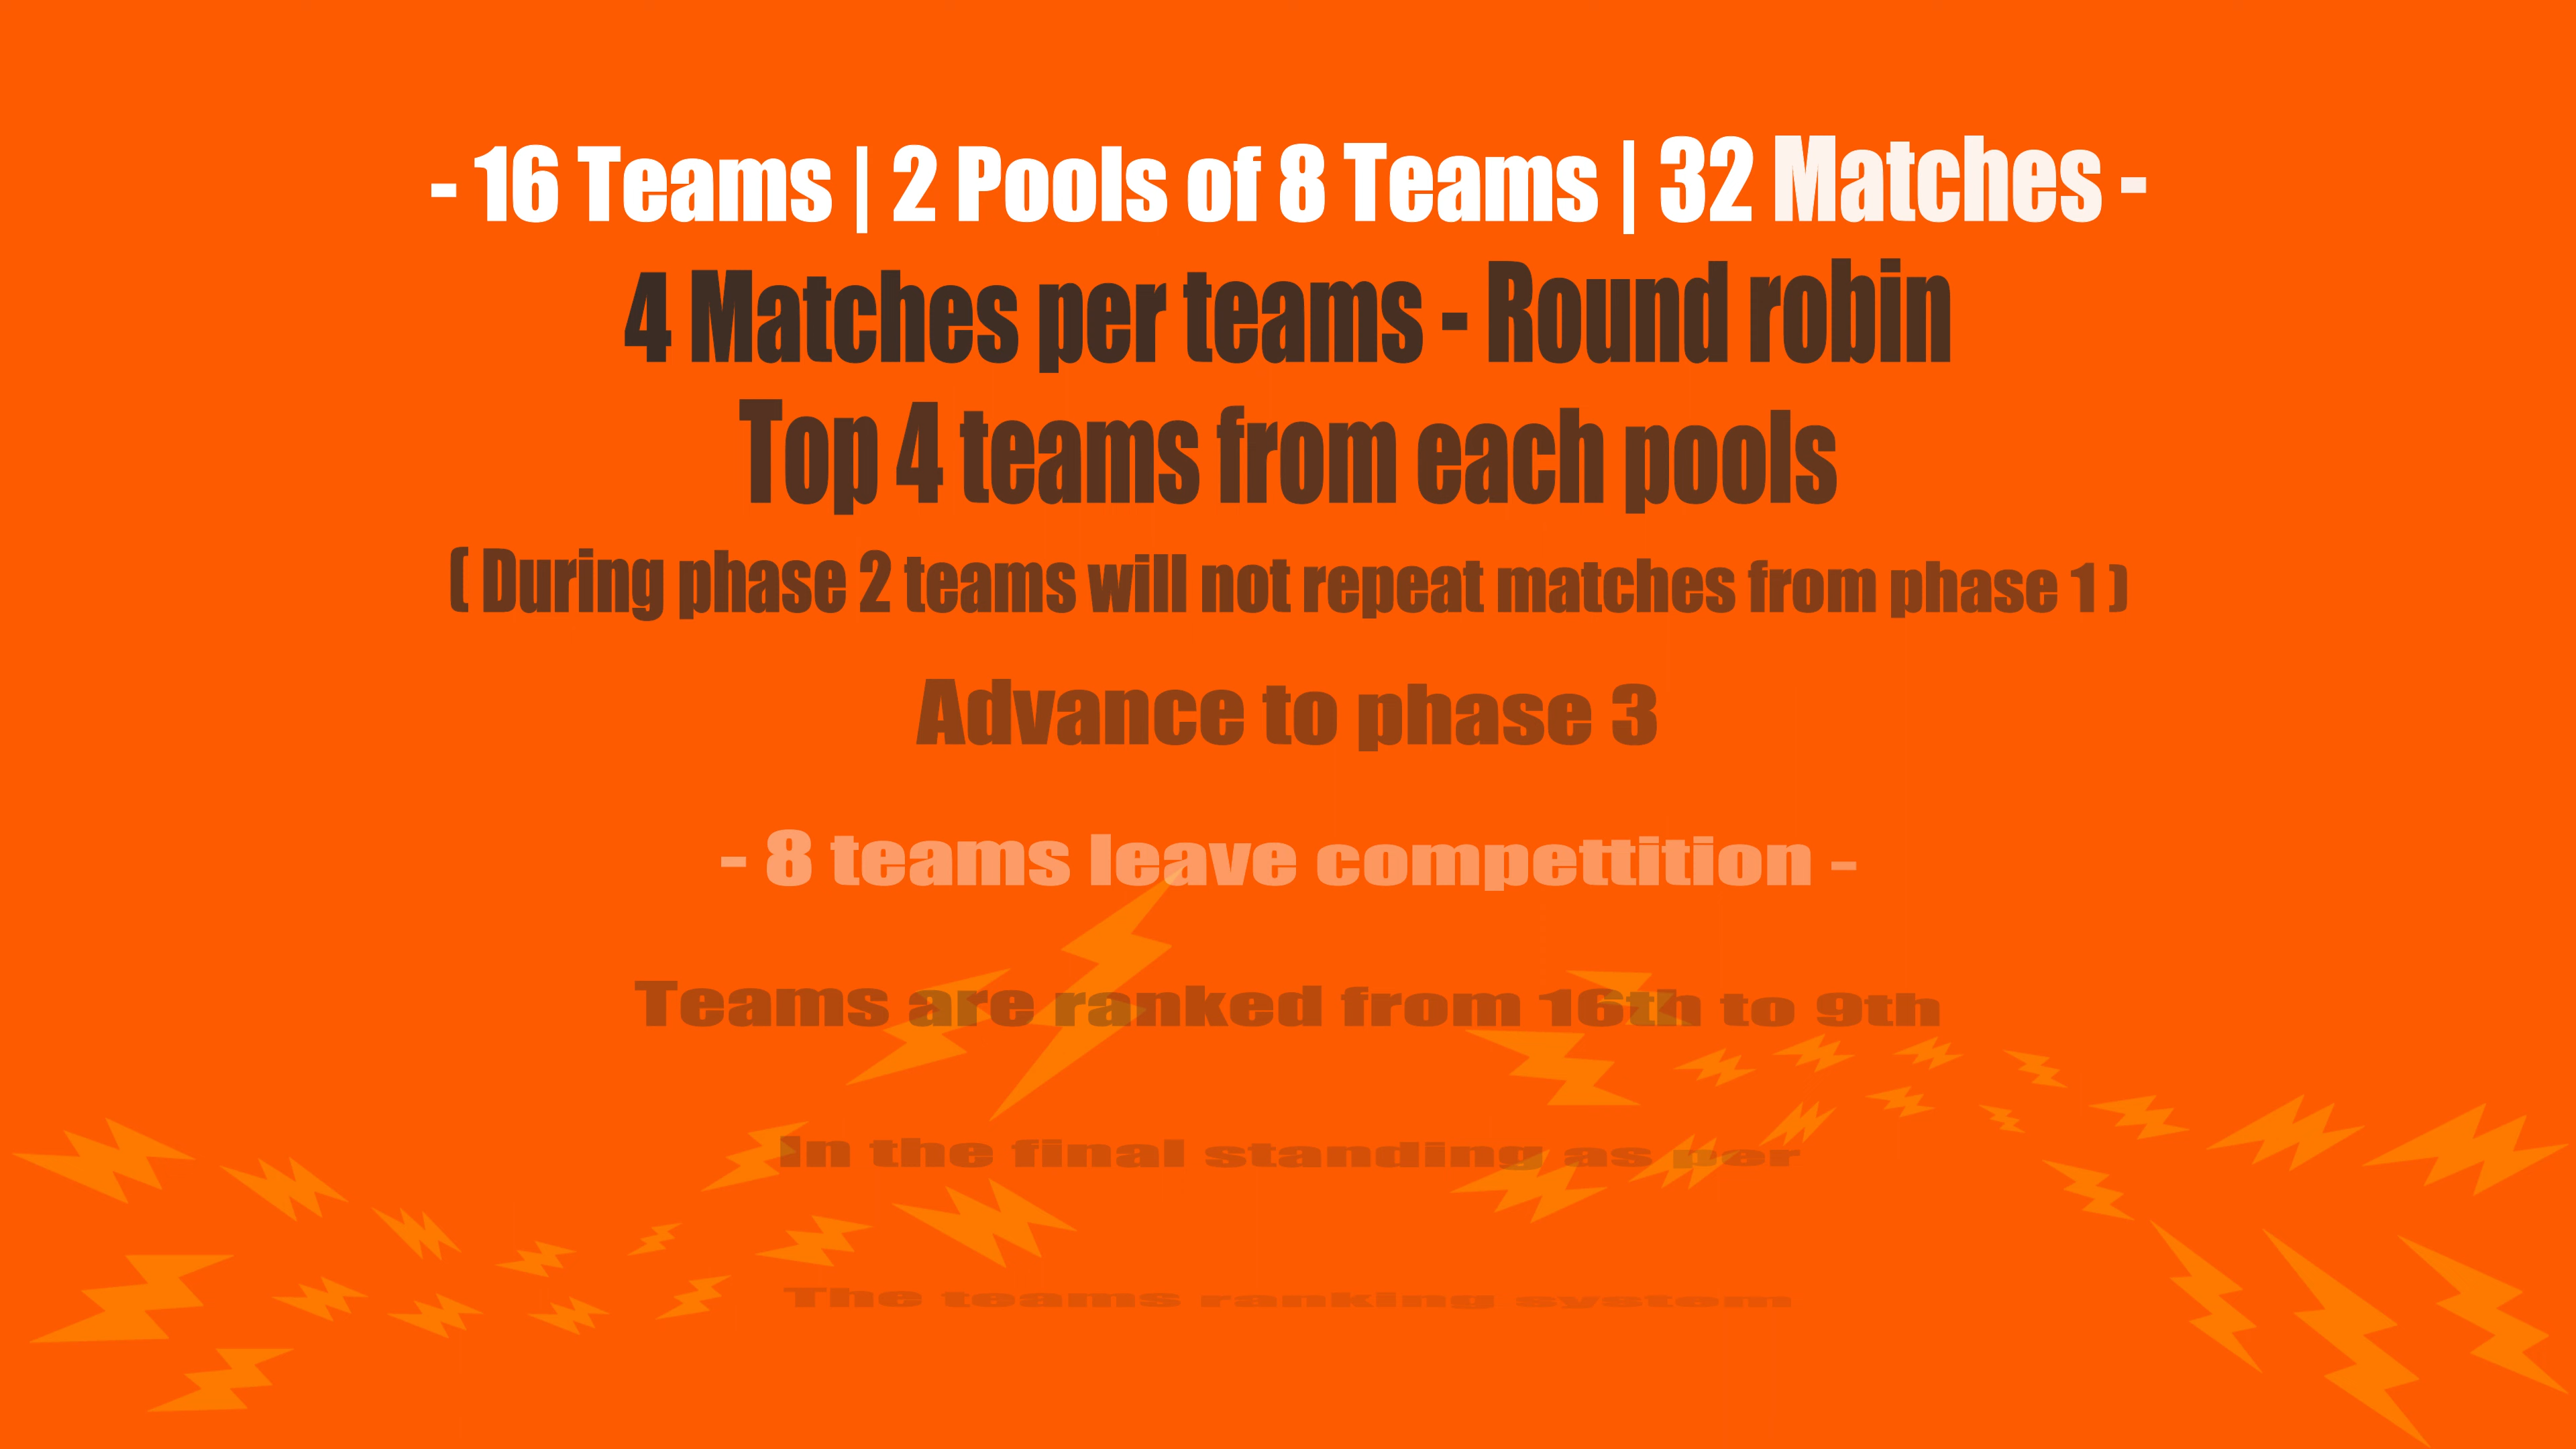 - 16 Teams | 2 Pools of 8 Teams | 32 Matches -
4 Matches per teams - Round robin
Top 4 teams from each pools
( During phase 2 teams will not repeat matches from phase 1 )
Advance to phase 3
- 8 teams leave compettition -
Teams are ranked from 16th to 9th
In the final standing as per
The teams ranking system